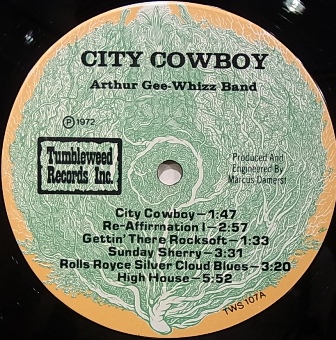 CITY COWBOY
Arthur Gee-Whizz Band
Ⓟ 1972
Tumbleweed
Records, Inc.
Produced And
Engineered By
Marcus Damerst
City Cowboy—1:47
Re-Affirmation I—2:57
Gettin' There Rocksoft—1:33
Sunday Sherry—3:31
Rolls Royce Silver Cloud Blues—3:20
High House—5:52
TWS 107A